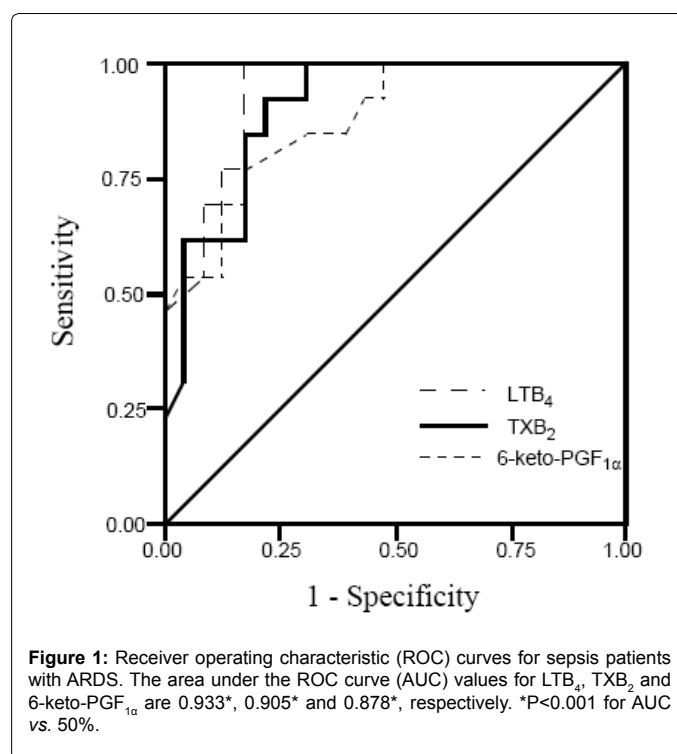 1.00
0.75
0.50
0.25
0.00
Sensitivity
LTB₄
TXB₂
6-keto-PGF₁α
0.00 0.25 0.50 0.75 1.00
1 - Specificity
Figure 1: Receiver operating characteristic (ROC) curves for sepsis patients
with ARDS. The area under the ROC curve (AUC) values for LTB₄, TXB₂ and
6-keto-PGF₁α are 0.933*, 0.905* and 0.878*, respectively. *P<0.001 for AUC
vs. 50%.